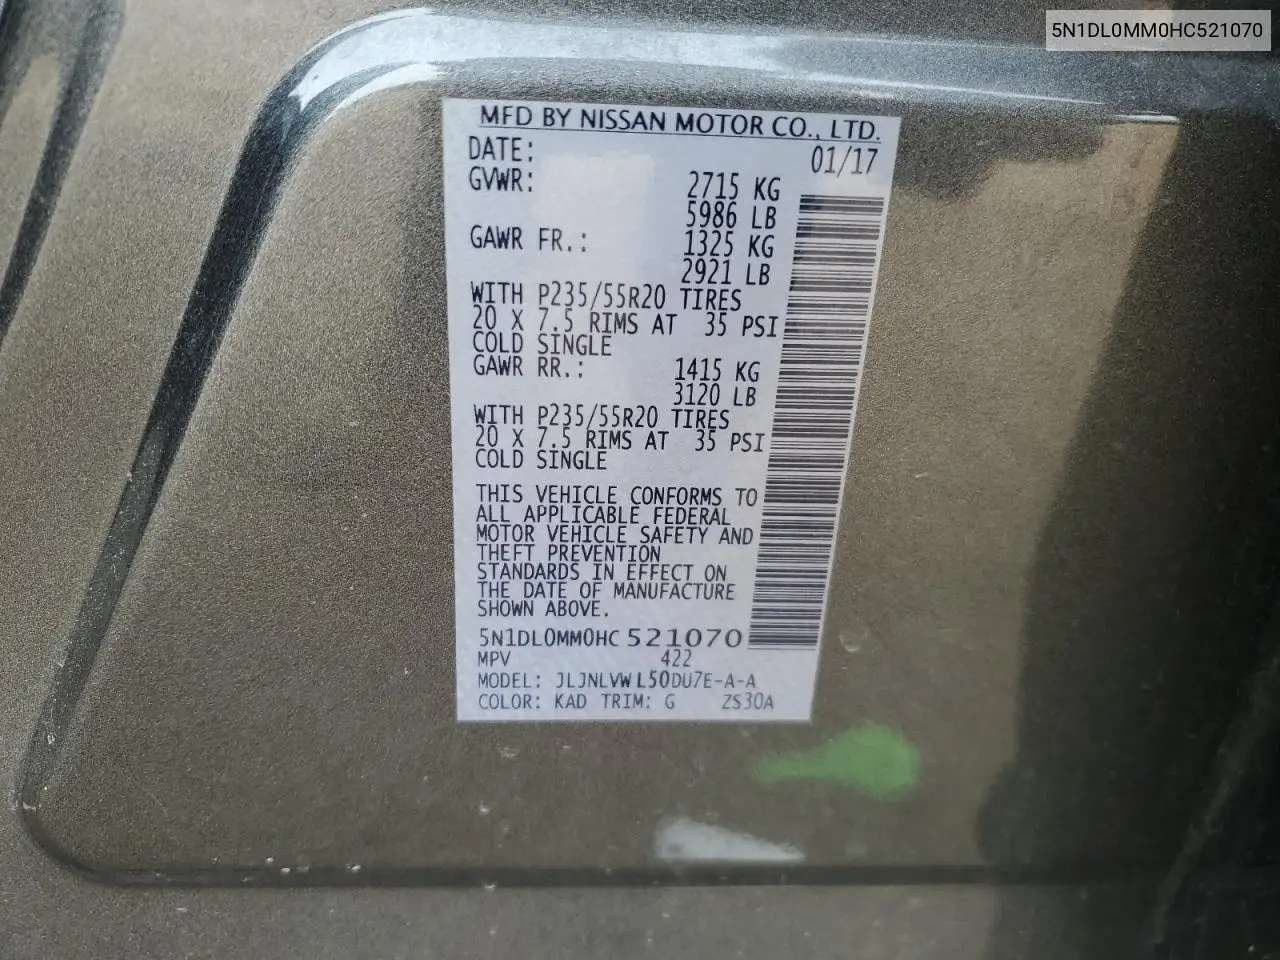 5N1DL0MM0HC521070
MFD BY NISSAN MOTOR CO., LTD.
DATE: 01/17
GVWR: 2715 KG
5986 LB
GAWR FR.: 1325 KG
2921 LB
WITH P235/55R20 TIRES
20 X 7.5 RIMS AT 35 PSI
COLD SINGLE
GAWR RR.: 1415 KG
3120 LB
WITH P235/55R20 TIRES
20 X 7.5 RIMS AT 35 PSI
COLD SINGLE
THIS VEHICLE CONFORMS TO
ALL APPLICABLE FEDERAL
MOTOR VEHICLE SAFETY AND
THEFT PREVENTION
STANDARDS IN EFFECT ON
THE DATE OF MANUFACTURE
SHOWN ABOVE.
5N1DL0MM0HC 521070
MPV 422
MODEL: JLJNLVW L50DU7E-A-A
COLOR: KAD TRIM: G ZS30A